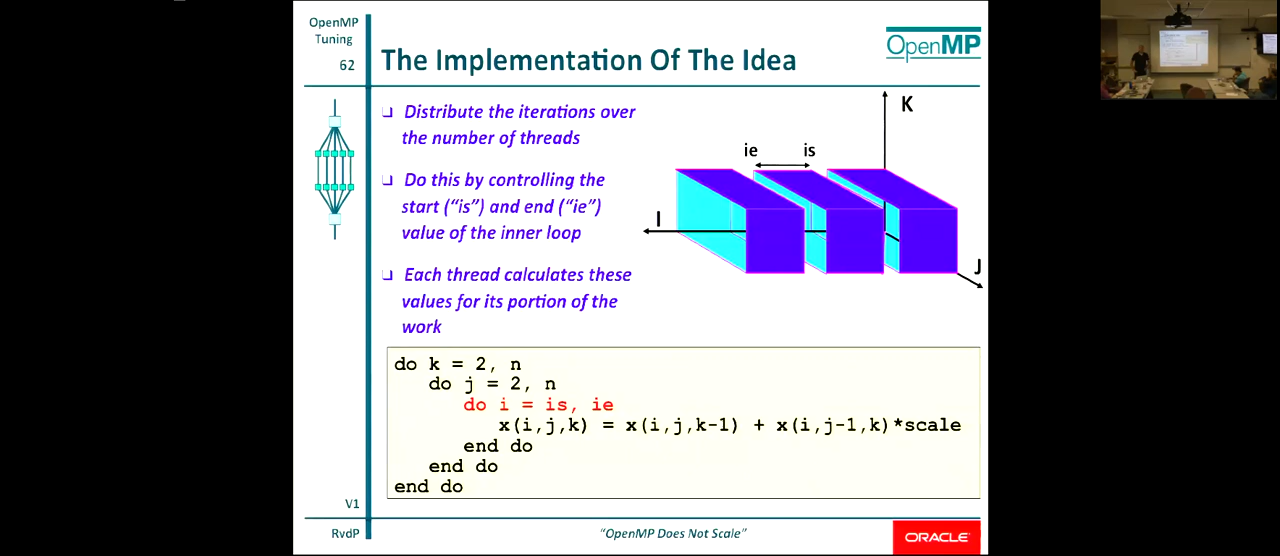 OpenMP
Tuning
62
The Implementation Of The Idea
OpenMP
❑ Distribute the iterations over
the number of threads
❑ Do this by controlling the
start (“is”) and end (“ie”)
value of the inner loop
❑ Each thread calculates these
values for its portion of the
work
K
ie is
I
J
do k = 2, n
do j = 2, n
do i = is, ie
x(i,j,k) = x(i,j,k-1) + x(i,j-1,k)*scale
end do
end do
end do
V1
RvdP
“OpenMP Does Not Scale”
ORACLE